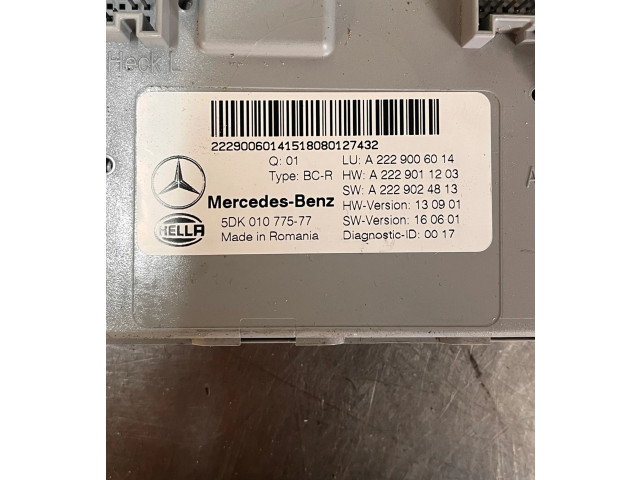 Heck L
22290060141518080127432
Q: 01 LU: A 222 900 60 14
Type: BC-R HW: A 222 901 12 03
SW: A 222 902 48 13
Mercedes-Benz HW-Version: 13 09 01
HELLA 5DK 010 775-77 SW-Version: 16 06 01
Made in Romania Diagnostic-ID: 00 17
A